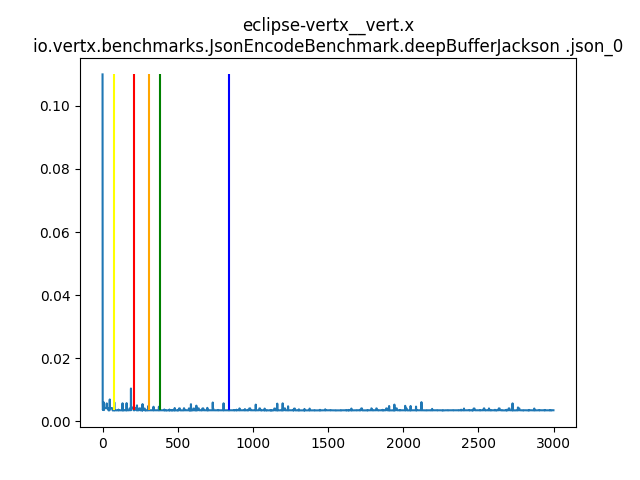 eclipse-vertx__vert.x
io.vertx.benchmarks.JsonEncodeBenchmark.deepBufferJackson .json_0
0.10
0.08
0.06
0.04
0.02
0.00
0 500 1000 1500 2000 2500 3000